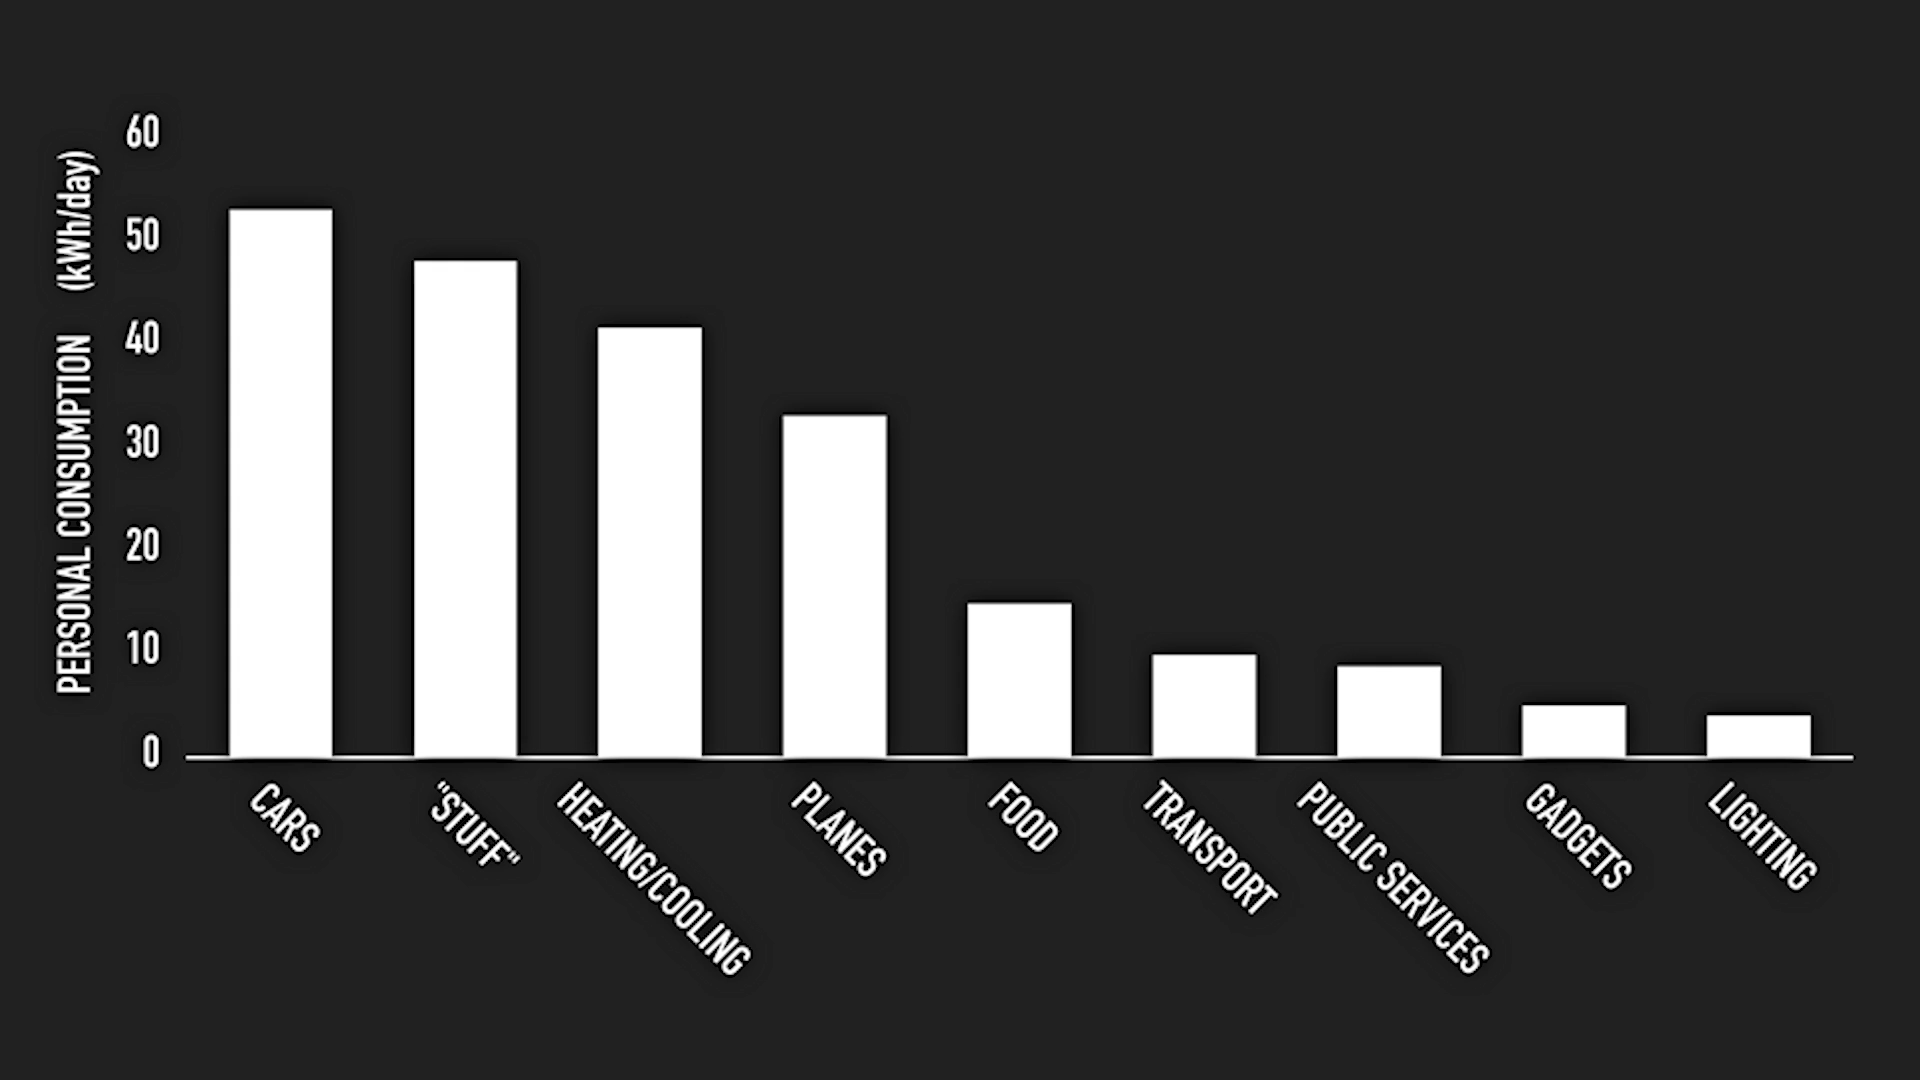 PERSONAL CONSUMPTION (kWh/day)
60
50
40
30
20
10
0
CARS
"STUFF"
HEATING/COOLING
PLANES
FOOD
TRANSPORT
PUBLIC SERVICES
GADGETS
LIGHTING